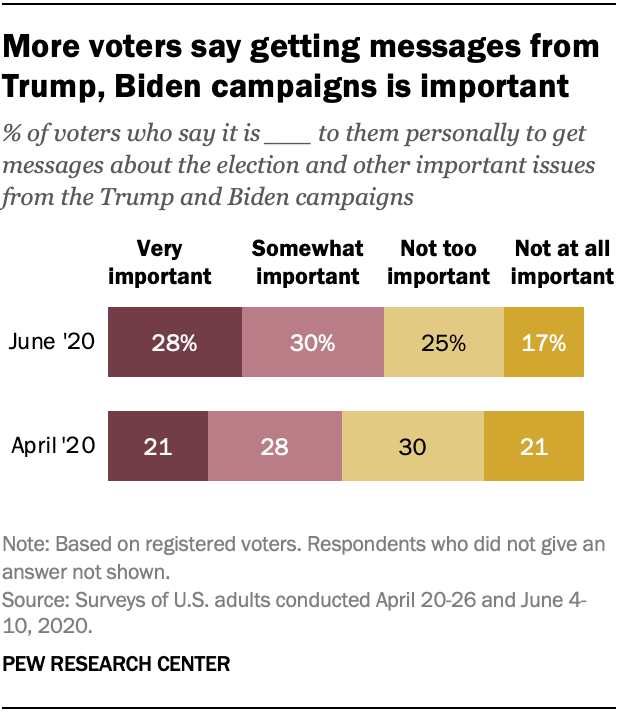 More voters say getting messages from
Trump, Biden campaigns is important
% of voters who say it is ___ to them personally to get
messages about the election and other important issues
from the Trump and Biden campaigns
Very important
Somewhat important
Not too important
Not at all important
June '20 28% 30% 25% 17%
April '20 21 28 30 21
Note: Based on registered voters. Respondents who did not give an
answer not shown.
Source: Surveys of U.S. adults conducted April 20-26 and June 4-
10, 2020.
PEW RESEARCH CENTER